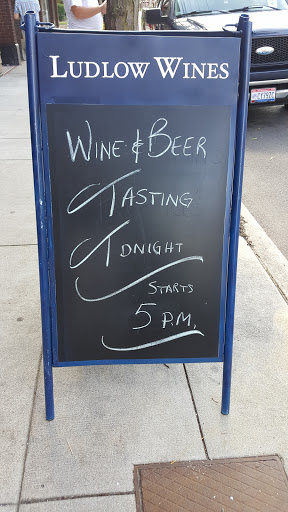 LUDLOW WINES
WINE & BEER
TASTING
TONIGHT
STARTS
5 P.M.